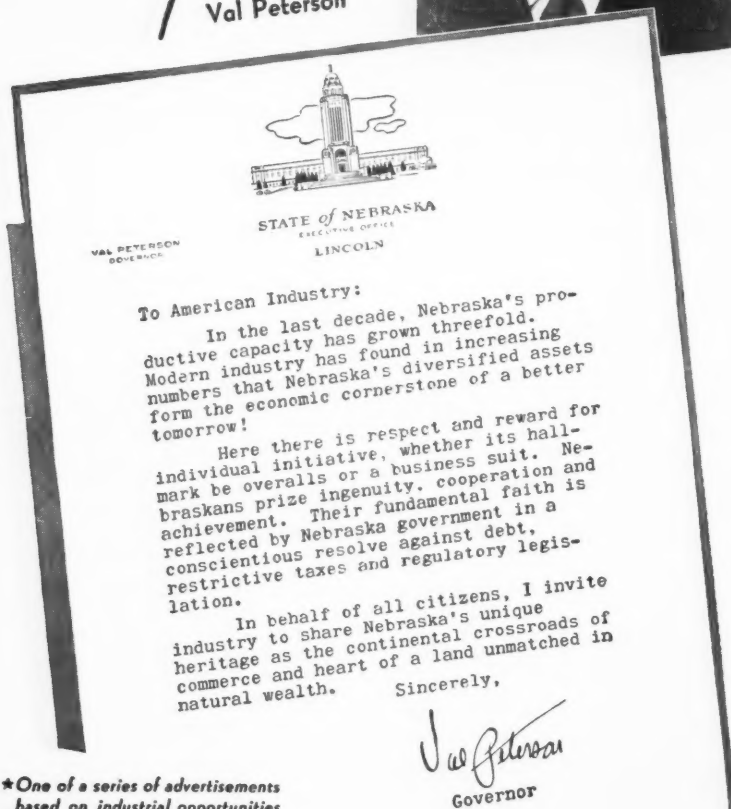 Val Peterson
STATE of NEBRASKA
EXECUTIVE OFFICE
LINCOLN
VAL PETERSON
GOVERNOR
To American Industry:
In the last decade, Nebraska's pro-
ductive capacity has grown threefold.
Modern industry has found in increasing
numbers that Nebraska's diversified assets
form the economic cornerstone of a better
tomorrow!
Here there is respect and reward for
individual initiative, whether its hall-
mark be overalls or a business suit. Ne-
braskans prize ingenuity. cooperation and
achievement. Their fundamental faith is
reflected by Nebraska government in a
conscientious resolve against debt,
restrictive taxes and regulatory legis-
lation.
In behalf of all citizens, I invite
industry to share Nebraska's unique
heritage as the continental crossroads of
commerce and heart of a land unmatched in
natural wealth.
Sincerely,
Val Peterson
Governor
*One of a series of advertisements
based on industrial opportunities